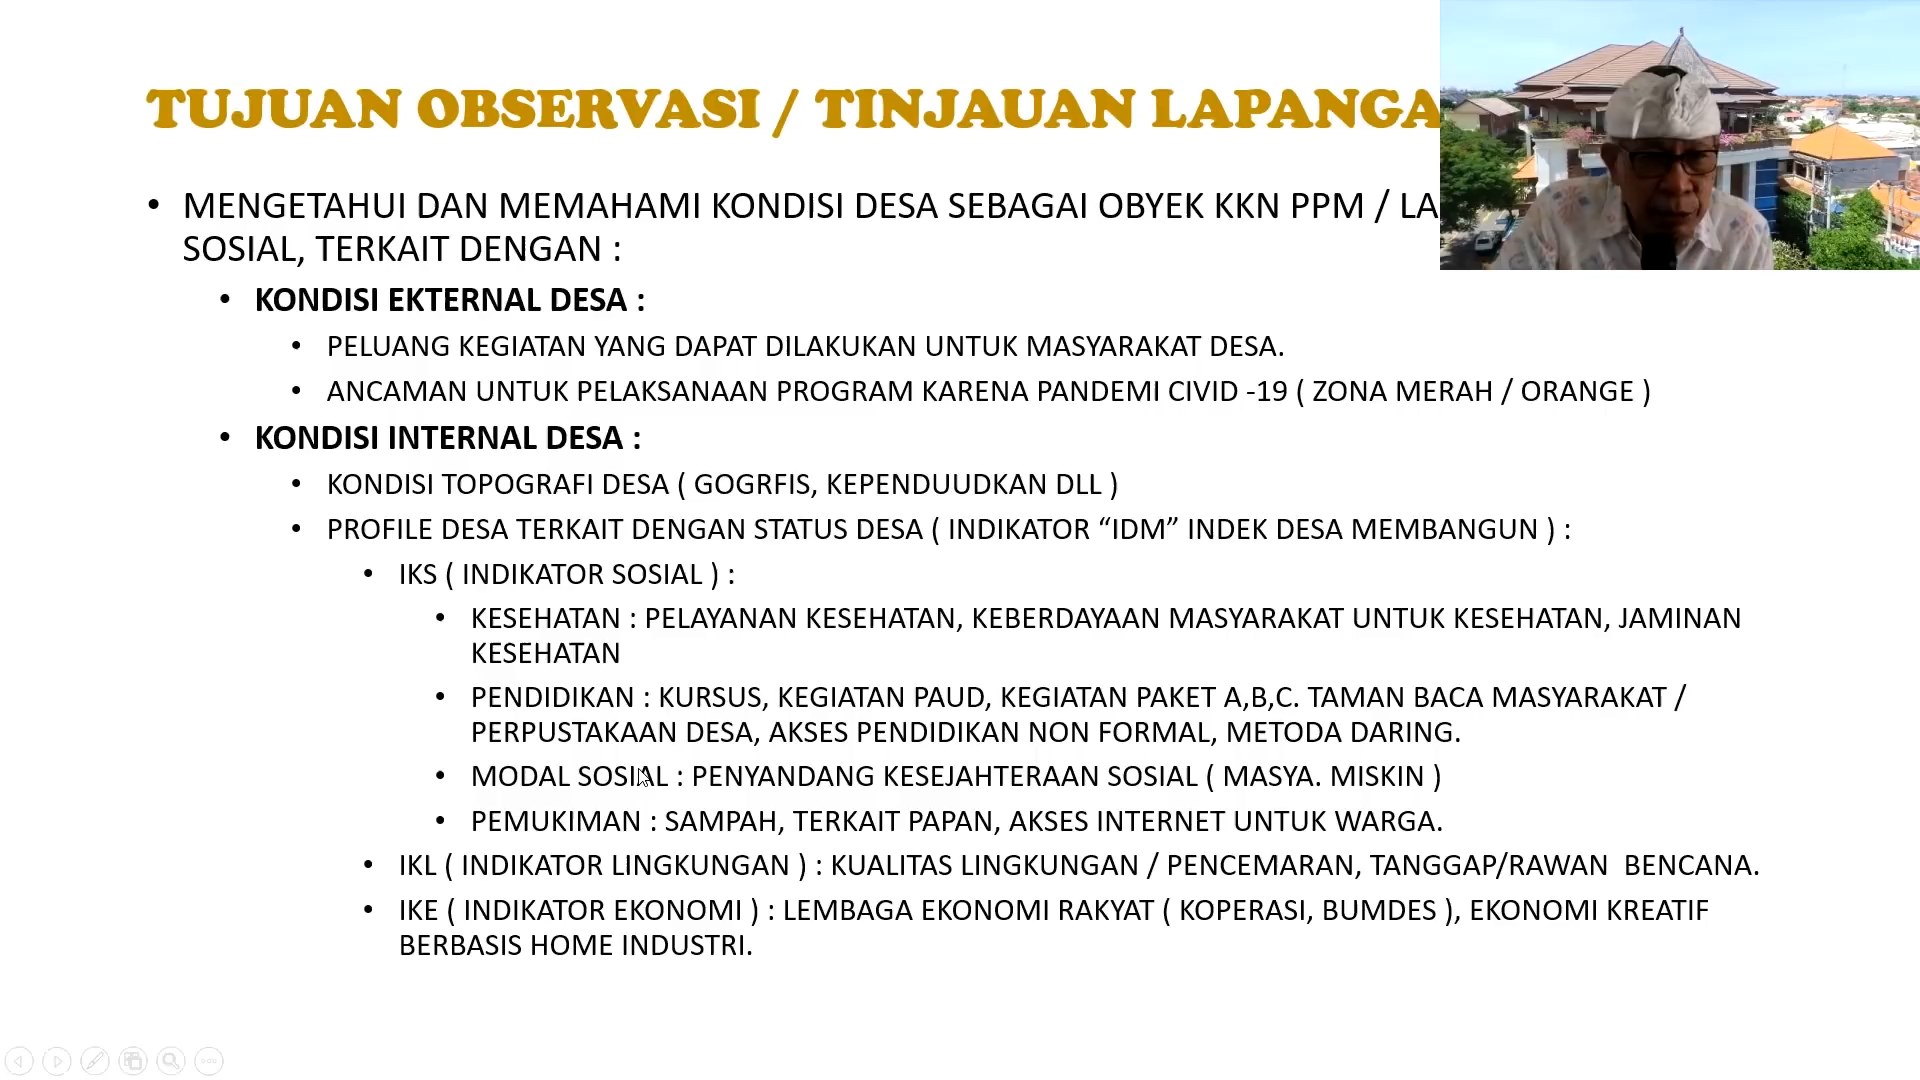 TUJUAN OBSERVASI / TINJAUAN LAPANGA
• MENGETAHUI DAN MEMAHAMI KONDISI DESA SEBAGAI OBYEK KKN PPM / LA
SOSIAL, TERKAIT DENGAN :
• KONDISI EKTERNAL DESA :
• PELUANG KEGIATAN YANG DAPAT DILAKUKAN UNTUK MASYARAKAT DESA.
• ANCAMAN UNTUK PELAKSANAAN PROGRAM KARENA PANDEMI CIVID -19 ( ZONA MERAH / ORANGE )
• KONDISI INTERNAL DESA :
• KONDISI TOPOGRAFI DESA ( GOGRFIS, KEPENDUUDKAN DLL )
• PROFILE DESA TERKAIT DENGAN STATUS DESA ( INDIKATOR “IDM” INDEK DESA MEMBANGUN ) :
• IKS ( INDIKATOR SOSIAL ) :
• KESEHATAN : PELAYANAN KESEHATAN, KEBERDAYAAN MASYARAKAT UNTUK KESEHATAN, JAMINAN
KESEHATAN
• PENDIDIKAN : KURSUS, KEGIATAN PAUD, KEGIATAN PAKET A,B,C. TAMAN BACA MASYARAKAT /
PERPUSTAKAAN DESA, AKSES PENDIDIKAN NON FORMAL, METODA DARING.
• MODAL SOSIAL : PENYANDANG KESEJAHTERAAN SOSIAL ( MASYA. MISKIN )
• PEMUKIMAN : SAMPAH, TERKAIT PAPAN, AKSES INTERNET UNTUK WARGA.
• IKL ( INDIKATOR LINGKUNGAN ) : KUALITAS LINGKUNGAN / PENCEMARAN, TANGGAP/RAWAN  BENCANA.
• IKE ( INDIKATOR EKONOMI ) : LEMBAGA EKONOMI RAKYAT ( KOPERASI, BUMDES ), EKONOMI KREATIF
BERBASIS HOME INDUSTRI.